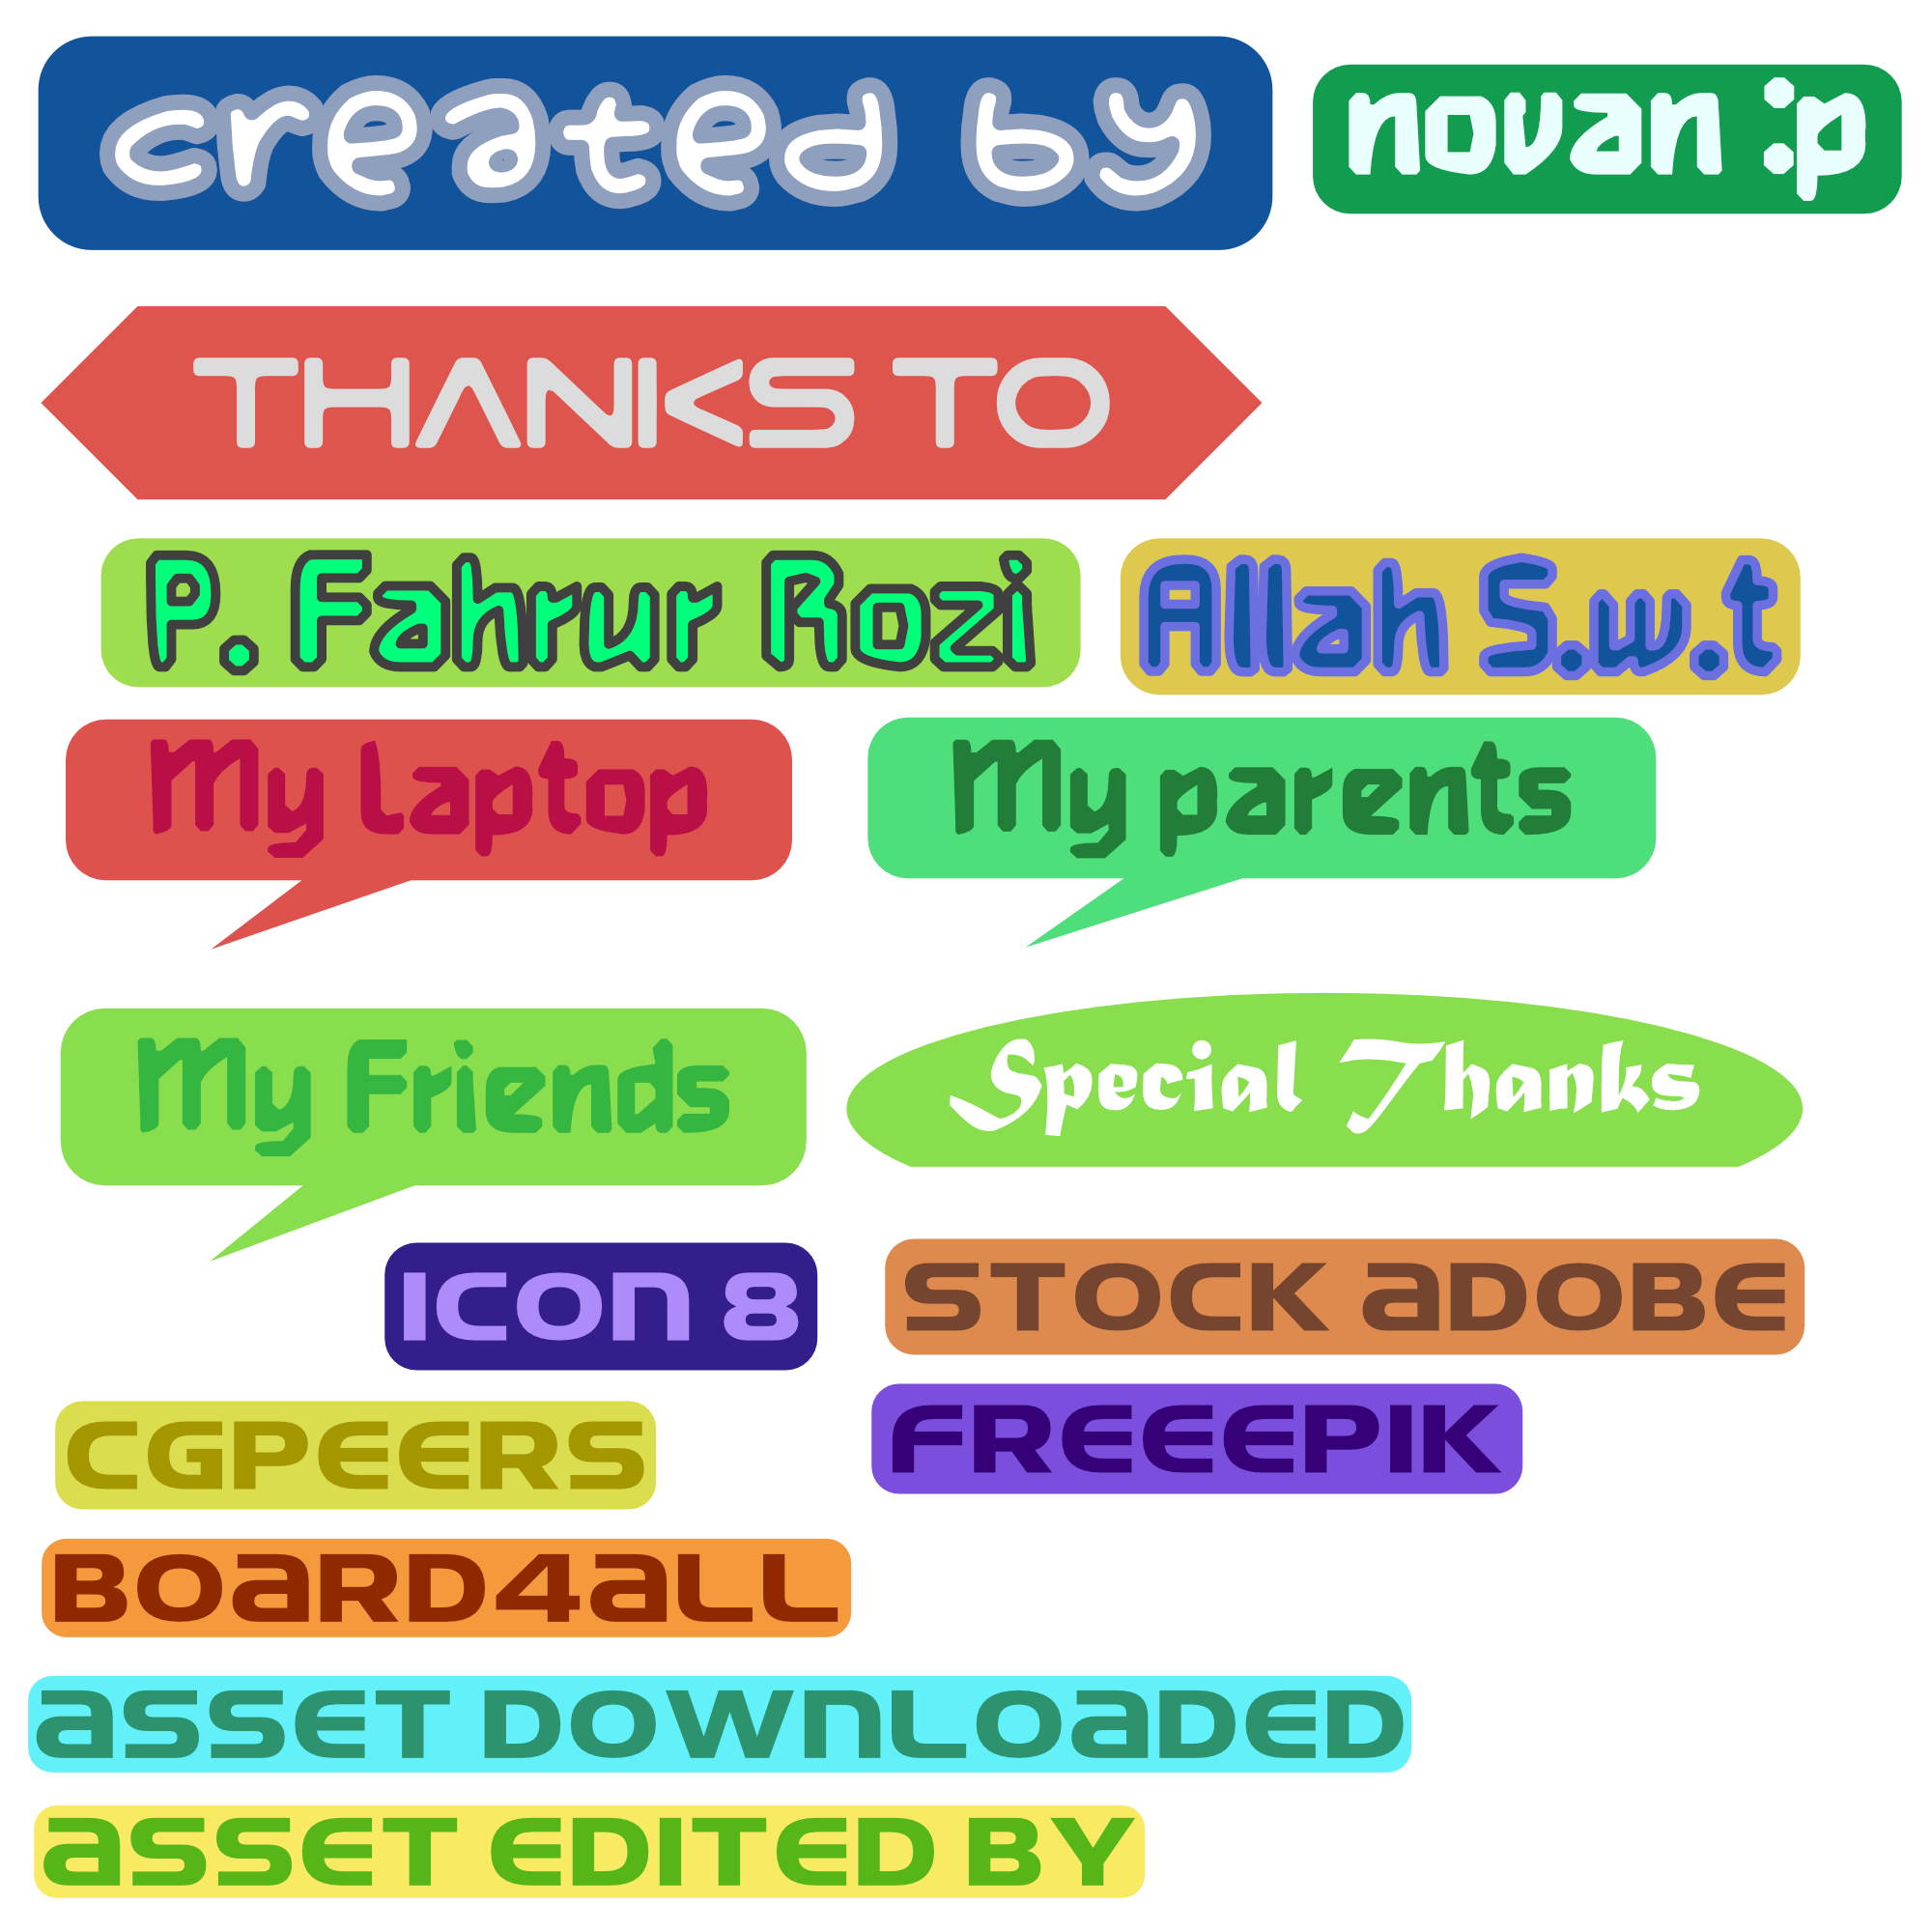 created by
novan :p
THANKS TO
P. Fahrur Rozi
Allah S.w.t
My Laptop
My parents
My Friends
Special Thanks
ICON 8
STOCK aDOBE
CGPEERS
FREEEPIK
BOaRD4aLL
aSSET DOWNLOaDED
aSSET EDITED BY